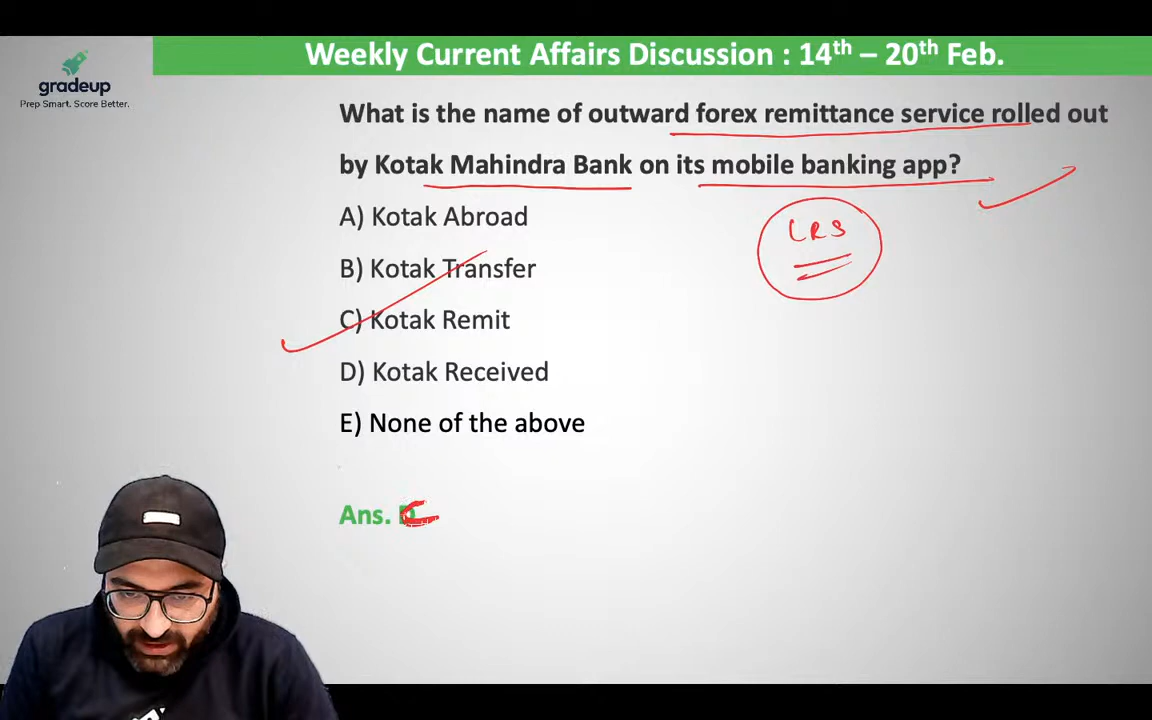 Weekly Current Affairs Discussion : 14th – 20th Feb.
gradeup
Prep Smart. Score Better.
What is the name of outward forex remittance service rolled out
by Kotak Mahindra Bank on its mobile banking app?
A) Kotak Abroad
LRS
B) Kotak Transfer
C) Kotak Remit
D) Kotak Received
E) None of the above
Ans. C